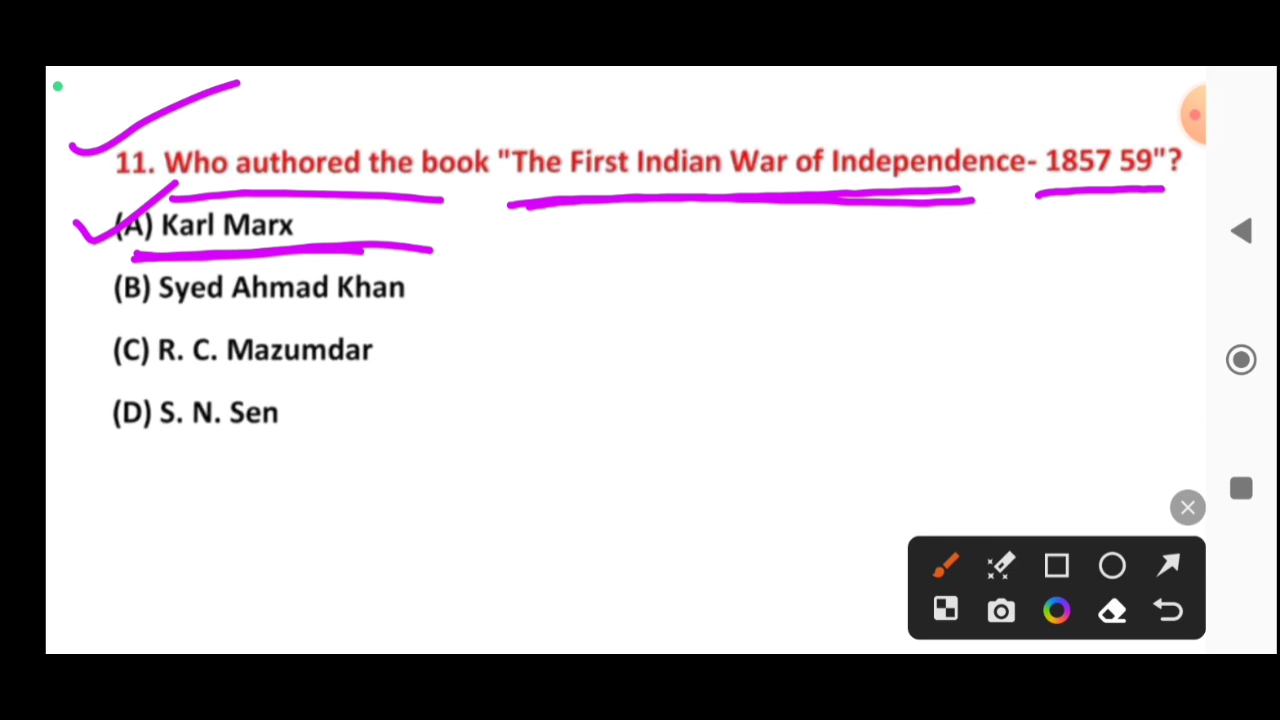 11. Who authored the book "The First Indian War of Independence- 1857 59"?
(A) Karl Marx
(B) Syed Ahmad Khan
(C) R. C. Mazumdar
(D) S. N. Sen